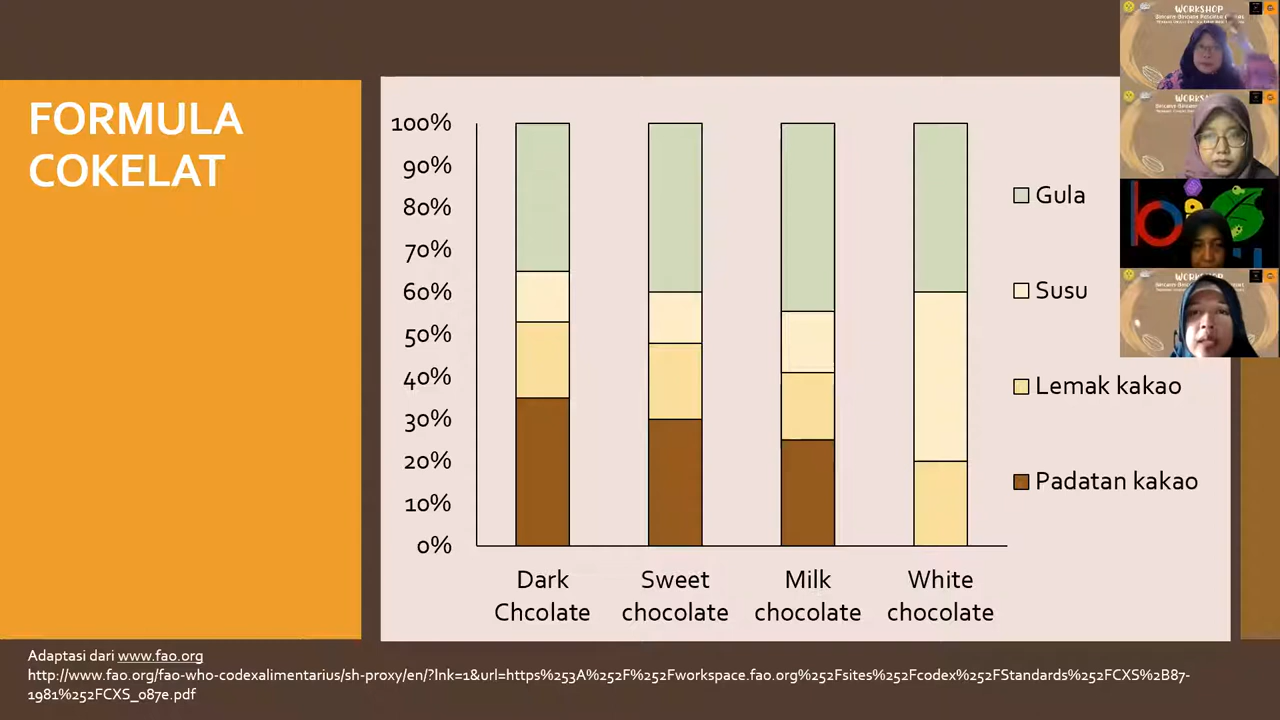 FORMULA
COKELAT
100%
90%
80%
70%
60%
50%
40%
30%
20%
10%
0%
Dark
Chcolate
Sweet
chocolate
Milk
chocolate
White
chocolate
Gula
Susu
Lemak kakao
Padatan kakao
Adaptasi dari www.fao.org
http://www.fao.org/fao-who-codexalimentarius/sh-proxy/en/?lnk=1&url=https%253A%252F%252Fworkspace.fao.org%252Fsites%252Fcodex%252FStandards%252FCXS%2B87-
1981%252FCXS_087e.pdf
WORKSHOP